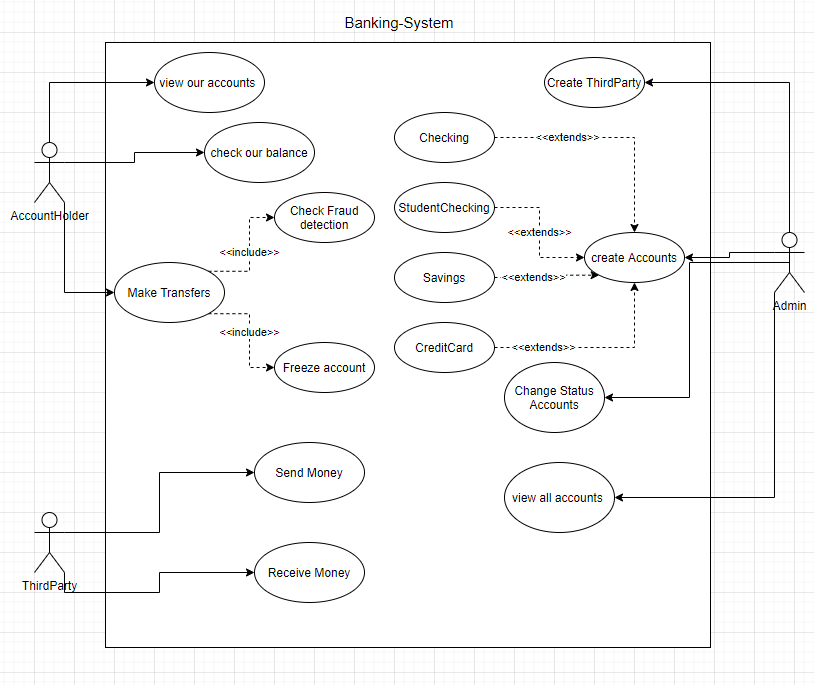 Banking-System
view our accounts
Create ThirdParty
Checking
<<extends>>
check our balance
AccountHolder
Check Fraud
detection
StudentChecking
<<extends>>
<<include>>
create Accounts
Make Transfers
Savings
<<extends>>
Admin
<<include>>
CreditCard
<<extends>>
Freeze account
Change Status
Accounts
Send Money
view all accounts
ThirdParty
Receive Money